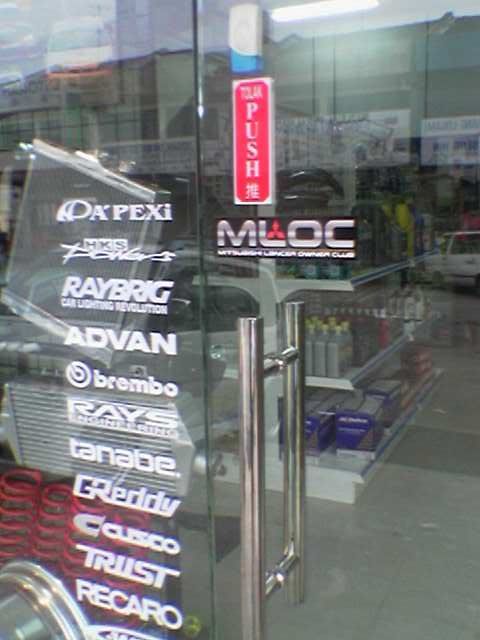 TOLAK
PUSH
推
MLOC
MITSUBISHI LANCER OWNER CLUB
A'PEXi
HKS
Power
RAYBRIG
CAR LIGHTING REVOLUTION
ADVAN
brembo
RAYS
ENGINEERING
tanabe
GReddy
CUSCO
TRUST
RECARO